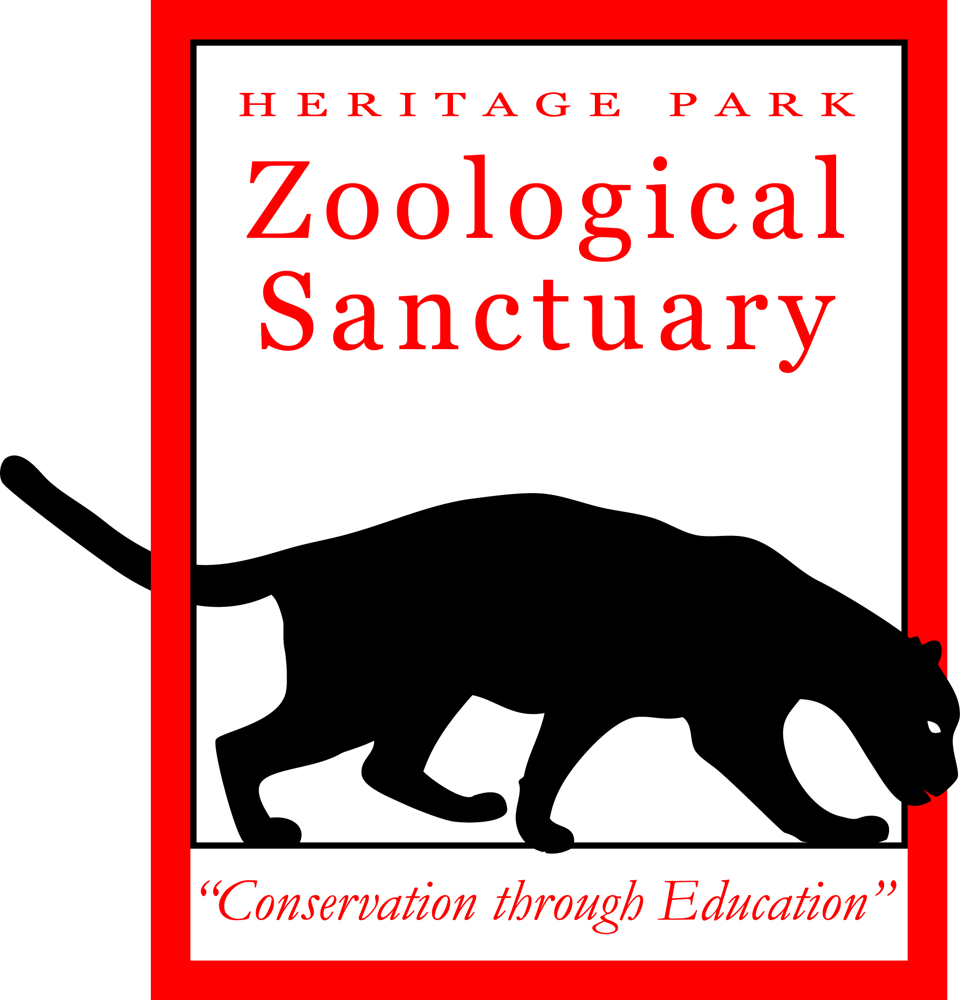 HERITAGE PARK
Zoological
Sanctuary
“Conservation through Education”